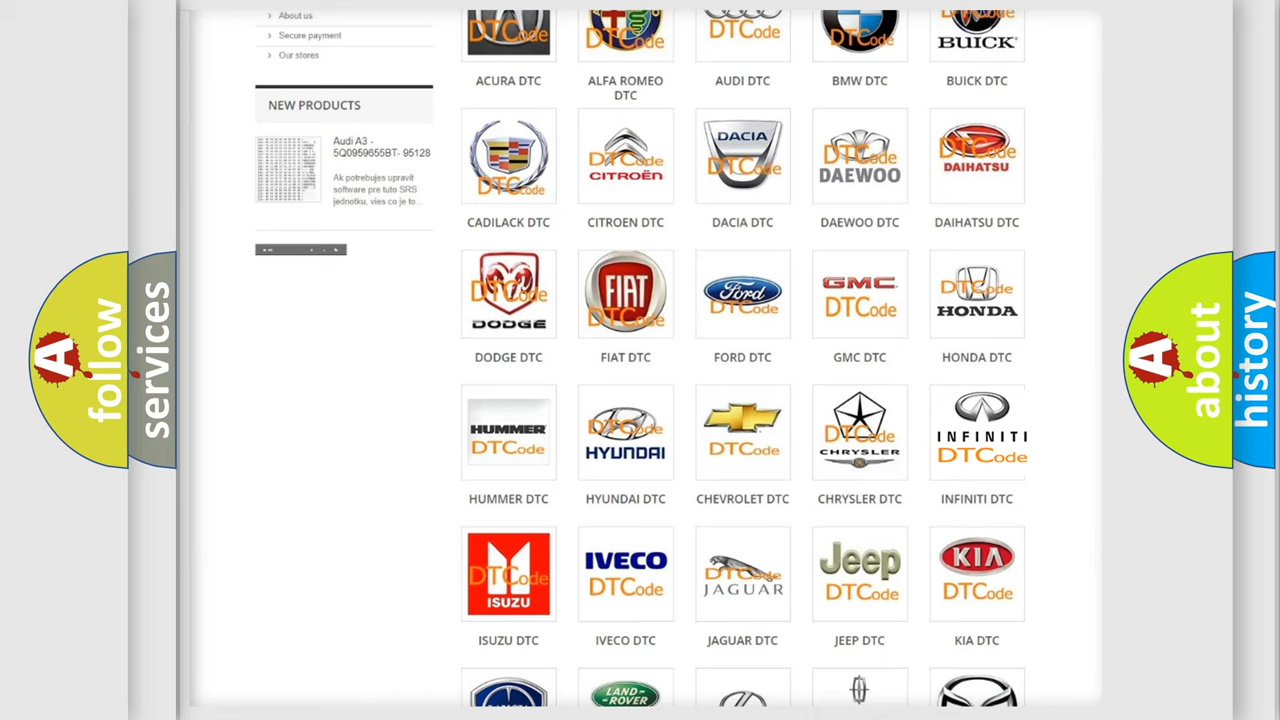 About us
Secure payment
Our stores
NEW PRODUCTS
Audi A3 -
5Q0959655BT- 95128
Ak potrebujes upravit
software pre tuto SRS
jednotku, vies co je to...
DTCode DTCode DTCode DTCode BUICK
ACURA DTC ALFA ROMEO DTC AUDI DTC BMW DTC BUICK DTC
DTCode
DTCode CITROËN
DACIA DTCode
DTCode DAEWOO
DTCode DAIHATSU
CADILACK DTC CITROEN DTC DACIA DTC DAEWOO DTC DAIHATSU DTC
DTCode DODGE
FIAT DTCode
Ford DTCode
GMC DTCode
DTCode HONDA
DODGE DTC FIAT DTC FORD DTC GMC DTC HONDA DTC
HUMMER DTCode
DTCode HYUNDAI
DTCode
DTCode CHRYSLER
INFINITI DTCode
HUMMER DTC HYUNDAI DTC CHEVROLET DTC CHRYSLER DTC INFINITI DTC
DTCode ISUZU
IVECO DTCode
DTCode JAGUAR
Jeep DTCode
KIA DTCode
ISUZU DTC IVECO DTC JAGUAR DTC JEEP DTC KIA DTC
LAND-
ROVER
A follow
services
A about
history